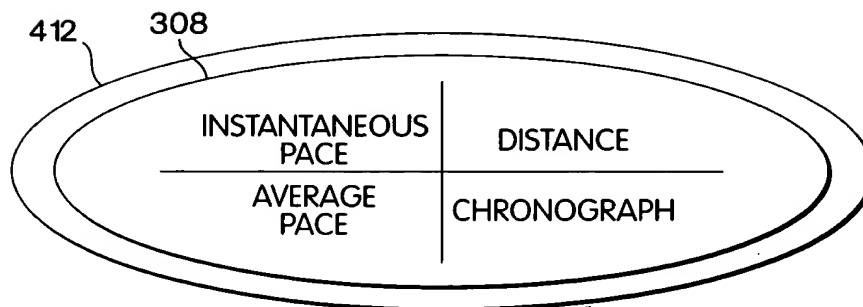 412
308
INSTANTANEOUS
PACE
DISTANCE
AVERAGE
PACE
CHRONOGRAPH